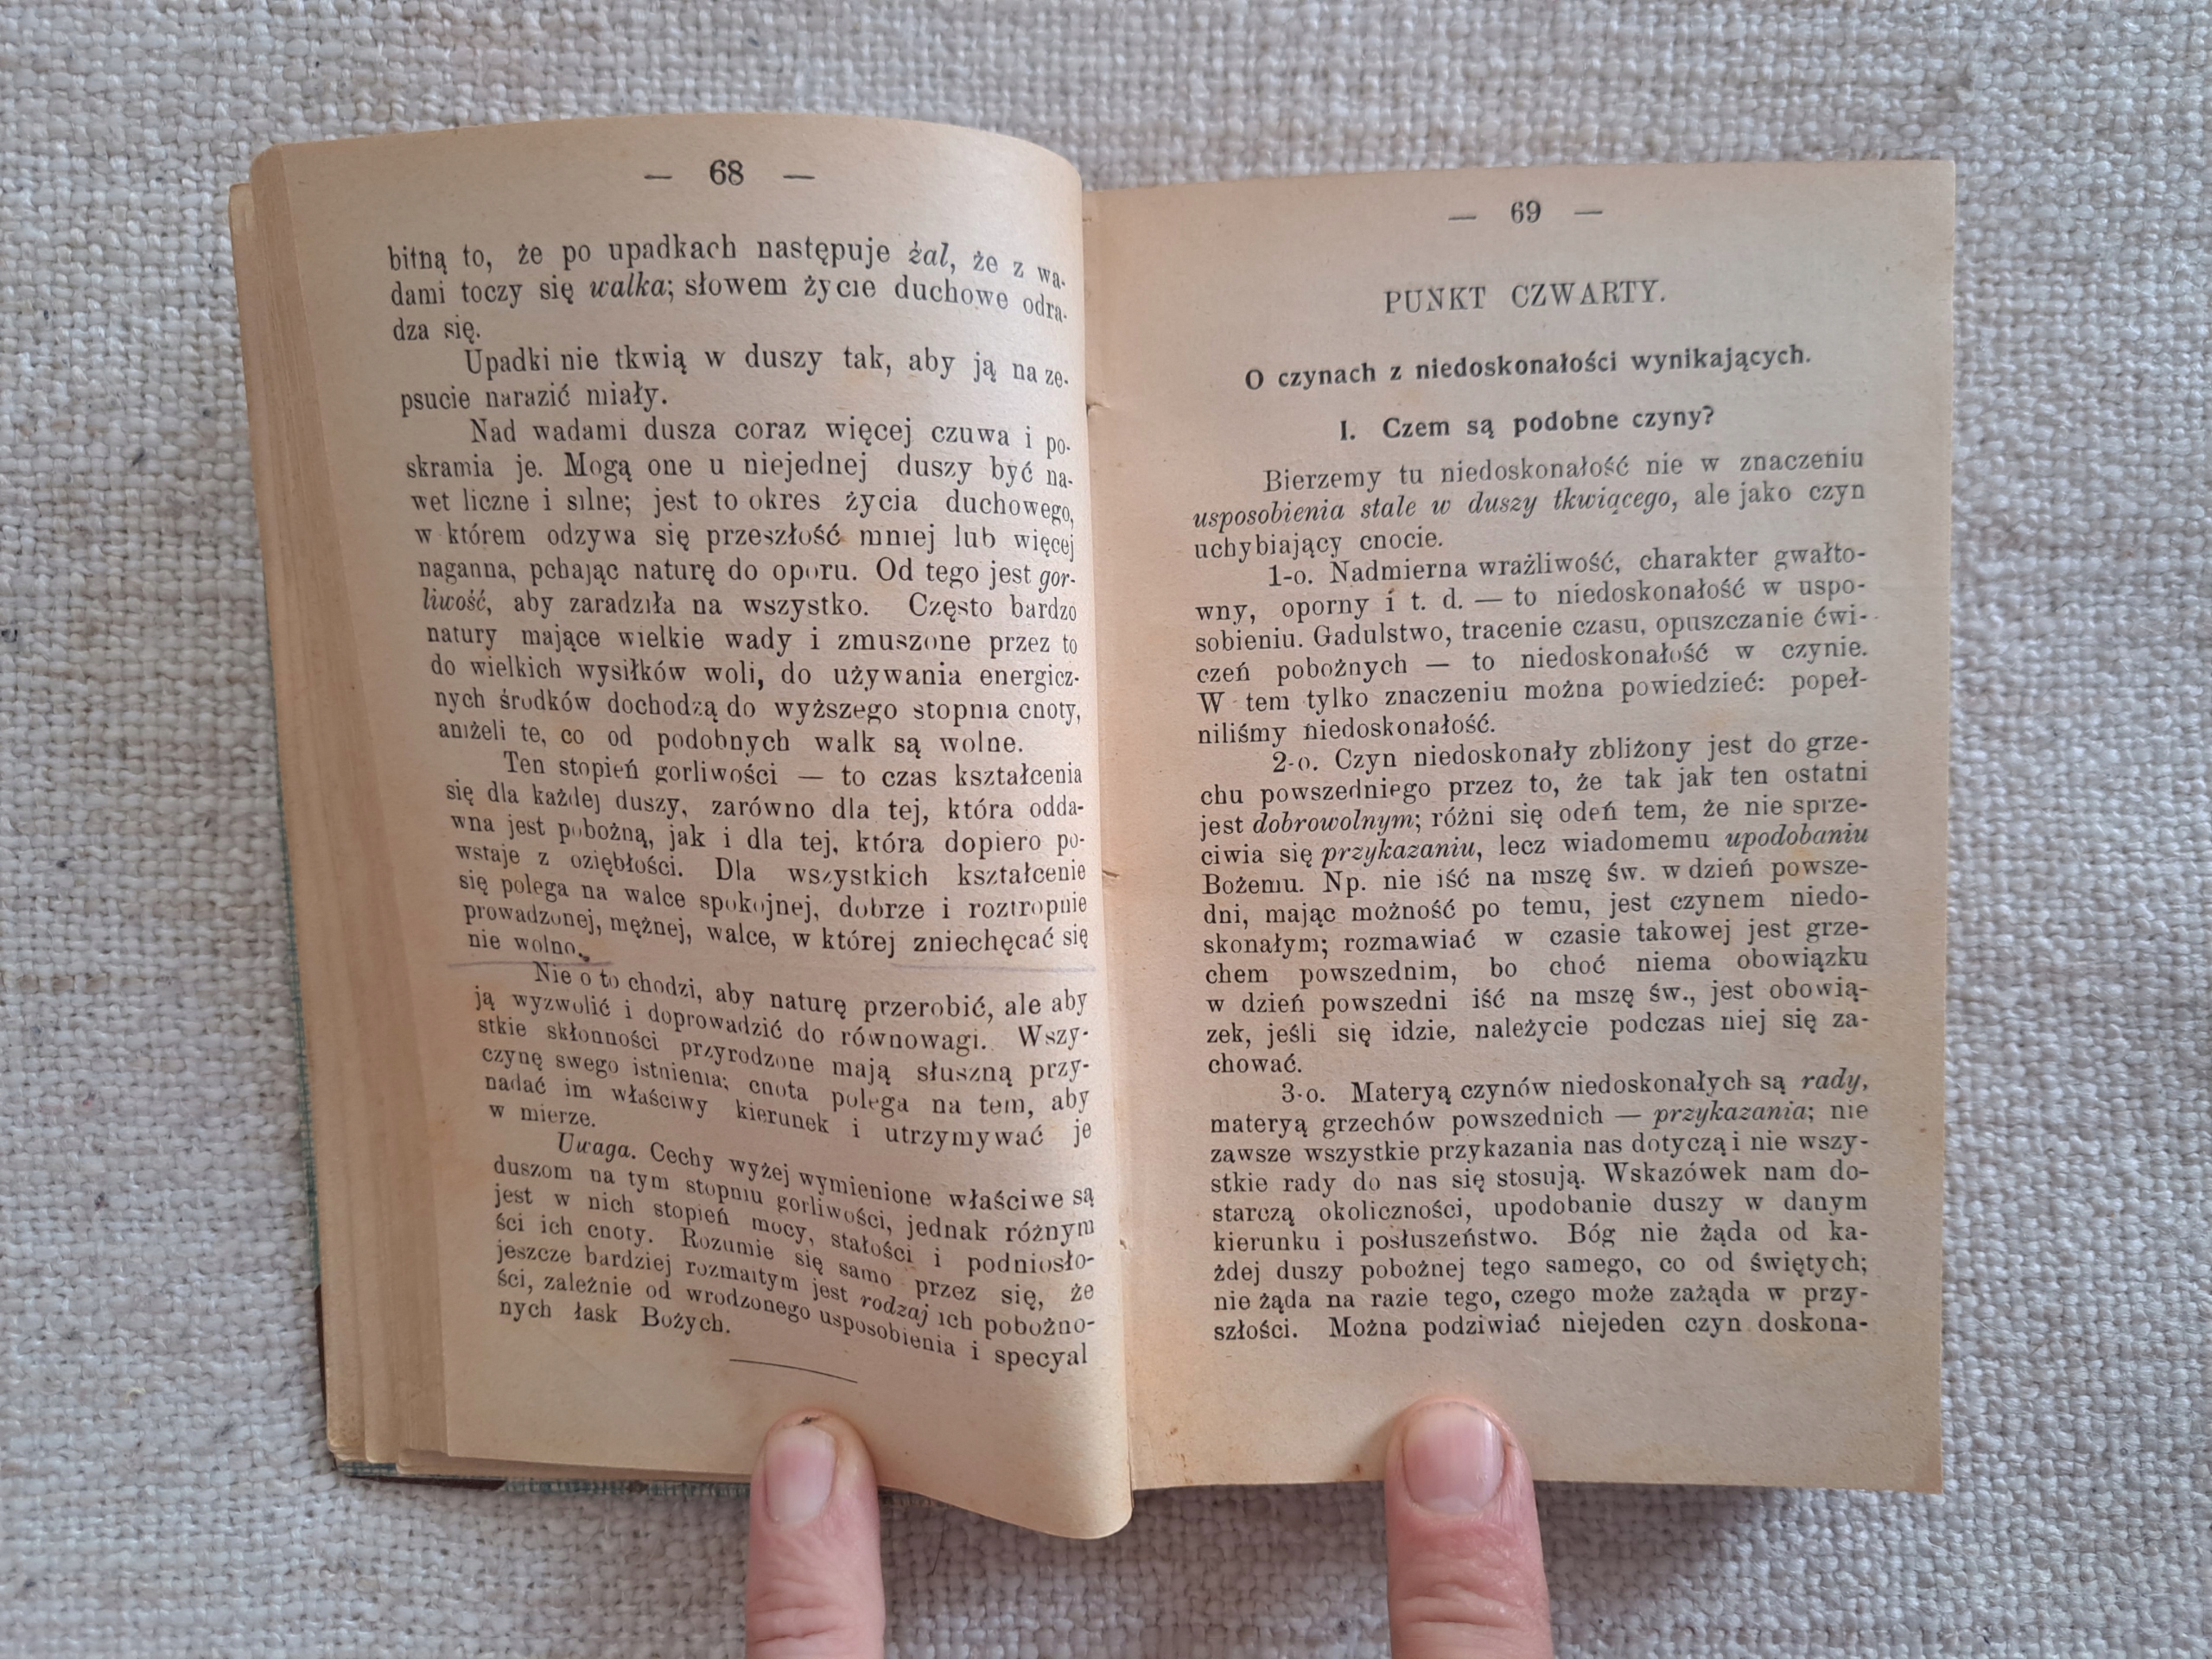 — 68 —
bitną to, że po upadkach następuje żal, że z wa-
dami toczy się walka; słowem życie duchowe odra-
dza się.
Upadki nie tkwią w duszy tak, aby ją na ze-
psucie narazić miały.
Nad wadami dusza coraz więcej czuwa i po-
skramia je. Mogą one u niejednej duszy być na-
wet liczne i silne; jest to okres życia duchowego,
w którem odzywa się przeszłość mniej lub więcej
naganna, pchając naturę do oporu. Od tego jest gor-
liwość, aby zaradziła na wszystko. Często bardzo
natury mające wielkie wady i zmuszone przez to
do wielkich wysiłków woli, do używania energicz-
nych środków dochodzą do wyższego stopnia cnoty,
aniżeli te, co od podobnych walk są wolne.
Ten stopień gorliwości — to czas kształcenia
się dla każdej duszy, zarówno dla tej, która odda-
wna jest pobożną, jak i dla tej, która dopiero po-
wstaje z oziębłości. Dla wszystkich kształcenie
się polega na walce spokojnej, dobrze i roztropnie
prowadzonej, mężnej, walce, w której zniechęcać się
nie wolno.
Nie o to chodzi, aby naturę przerobić, ale aby
ją wyzwolić i doprowadzić do równowagi. Wszy-
stkie skłonności przyrodzone mają słuszną przy-
czynę swego istnienia; cnota polega na tem, aby
nadać im właściwy kierunek i utrzymywać je
w mierze.
Uwaga. Cechy wyżej wymienione właściwe są
duszom na tym stopniu gorliwości, jednak różnym
jest w nich stopień mocy, stałości i podniosło-
ści ich cnoty. Rozumie się samo przez się, że
jeszcze bardziej rozmaitym jest rodzaj ich pobożno-
ści, zależnie od wrodzonego usposobienia i specyal
nych łask Bożych.
— 69 —
PUNKT CZWARTY.
O czynach z niedoskonałości wynikających.
I. Czem są podobne czyny?
Bierzemy tu niedoskonałość nie w znaczeniu
usposobienia stale w duszy tkwiącego, ale jako czyn
uchybiający cnocie.
1-o. Nadmierna wrażliwość, charakter gwałto-
wny, oporny i t. d. — to niedoskonałość w uspo-
sobieniu. Gadulstwo, tracenie czasu, opuszczanie ćwi-
czeń pobożnych — to niedoskonałość w czynie.
W tem tylko znaczeniu można powiedzieć: popeł-
niliśmy niedoskonałość.
2-o. Czyn niedoskonały zbliżony jest do grze-
chu powszedniego przez to, że tak jak ten ostatni
jest dobrowolnym; różni się odeń tem, że nie sprze-
ciwia się przykazaniu, lecz wiadomemu upodobaniu
Bożemu. Np. nie iść na mszę św. w dzień powsze-
dni, mając możność po temu, jest czynem niedo-
skonałym; rozmawiać w czasie takowej jest grze-
chem powszednim, bo choć niema obowiązku
w dzień powszedni iść na mszę św., jest obowią-
zek, jeśli się idzie, należycie podczas niej się za-
chować.
3-o. Materyą czynów niedoskonałych są rady,
materyą grzechów powszednich — przykazania; nie
zawsze wszystkie przykazania nas dotyczą i nie wszy-
stkie rady do nas się stosują. Wskazówek nam do-
starczą okoliczności, upodobanie duszy w danym
kierunku i posłuszeństwo. Bóg nie żąda od ka-
żdej duszy pobożnej tego samego, co od świętych;
nie żąda na razie tego, czego może zażąda w przy-
szłości. Można podziwiać niejeden czyn doskona-